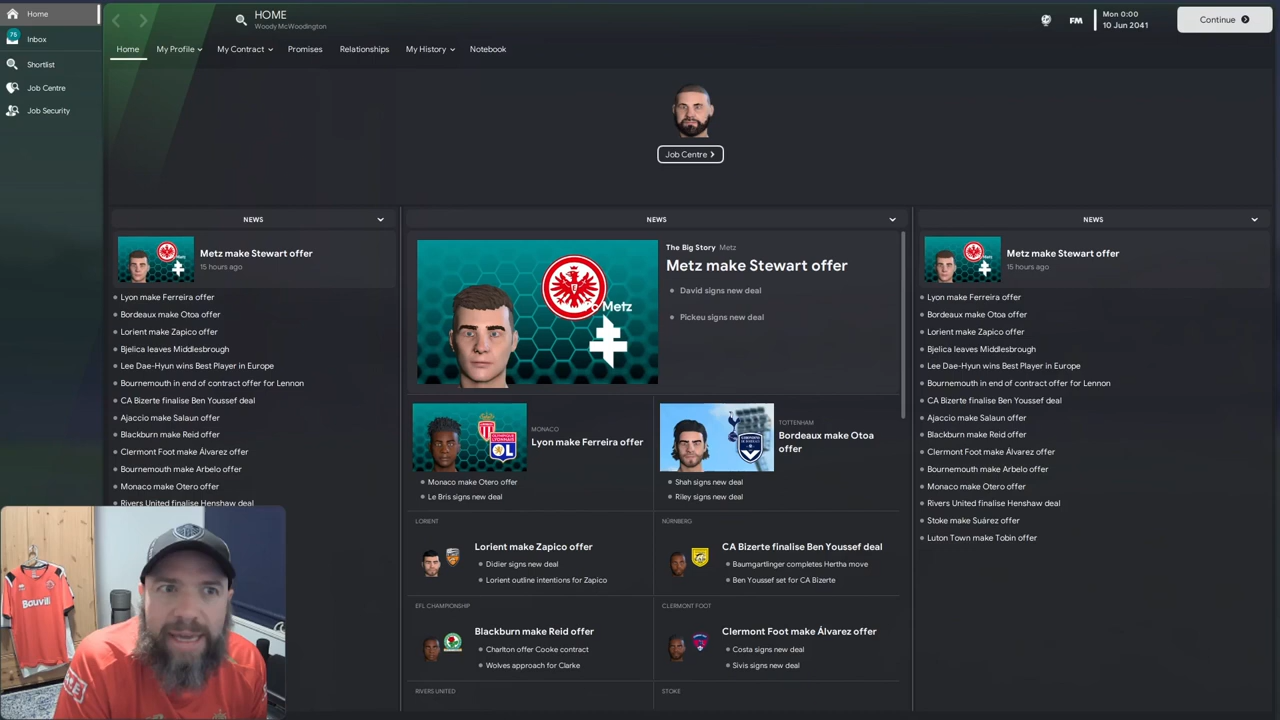 Home
75
Inbox
Shortlist
Job Centre
Job Security
HOME
Woody McWoodington
FM
Mon 0:00
10 Jun 2041
Continue
Home
My Profile
My Contract
Promises
Relationships
My History
Notebook
Job Centre
NEWS
Metz make Stewart offer
15 hours ago
Lyon make Ferreira offer
Bordeaux make Otoa offer
Lorient make Zapico offer
Bjelica leaves Middlesbrough
Lee Dae-Hyun wins Best Player in Europe
Bournemouth in end of contract offer for Lennon
CA Bizerte finalise Ben Youssef deal
Ajaccio make Salaun offer
Blackburn make Reid offer
Clermont Foot make Álvarez offer
Bournemouth make Arbelo offer
Monaco make Otero offer
Rivers United finalise Henshaw deal
NEWS
The Big Story Metz
Metz make Stewart offer
David signs new deal
Pickeu signs new deal
Metz
MONACO
Lyon make Ferreira offer
Monaco make Otero offer
Le Bris signs new deal
TOTTENHAM
Bordeaux make Otoa
offer
Shah signs new deal
Riley signs new deal
LORIENT
Lorient make Zapico offer
Didier signs new deal
Lorient outline intentions for Zapico
NÜRNBERG
CA Bizerte finalise Ben Youssef deal
Baumgartlinger completes Hertha move
Ben Youssef set for CA Bizerte
EFL CHAMPIONSHIP
Blackburn make Reid offer
Charlton offer Cooke contract
Wolves approach for Clarke
CLERMONT FOOT
Clermont Foot make Álvarez offer
Costa signs new deal
Sivis signs new deal
RIVERS UNITED
STOKE
NEWS
Metz make Stewart offer
15 hours ago
Lyon make Ferreira offer
Bordeaux make Otoa offer
Lorient make Zapico offer
Bjelica leaves Middlesbrough
Lee Dae-Hyun wins Best Player in Europe
Bournemouth in end of contract offer for Lennon
CA Bizerte finalise Ben Youssef deal
Ajaccio make Salaun offer
Blackburn make Reid offer
Clermont Foot make Álvarez offer
Bournemouth make Arbelo offer
Monaco make Otero offer
Rivers United finalise Henshaw deal
Stoke make Suárez offer
Luton Town make Tobin offer